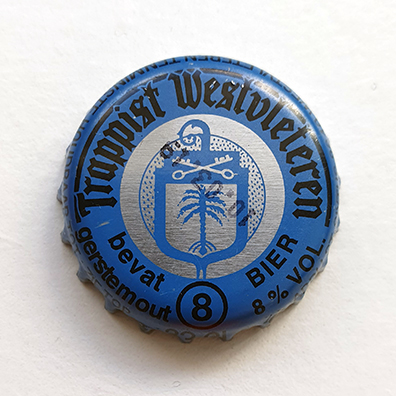 Trappist Westvleteren
bevat
gerstemout
8
BIER
8 % VOL.